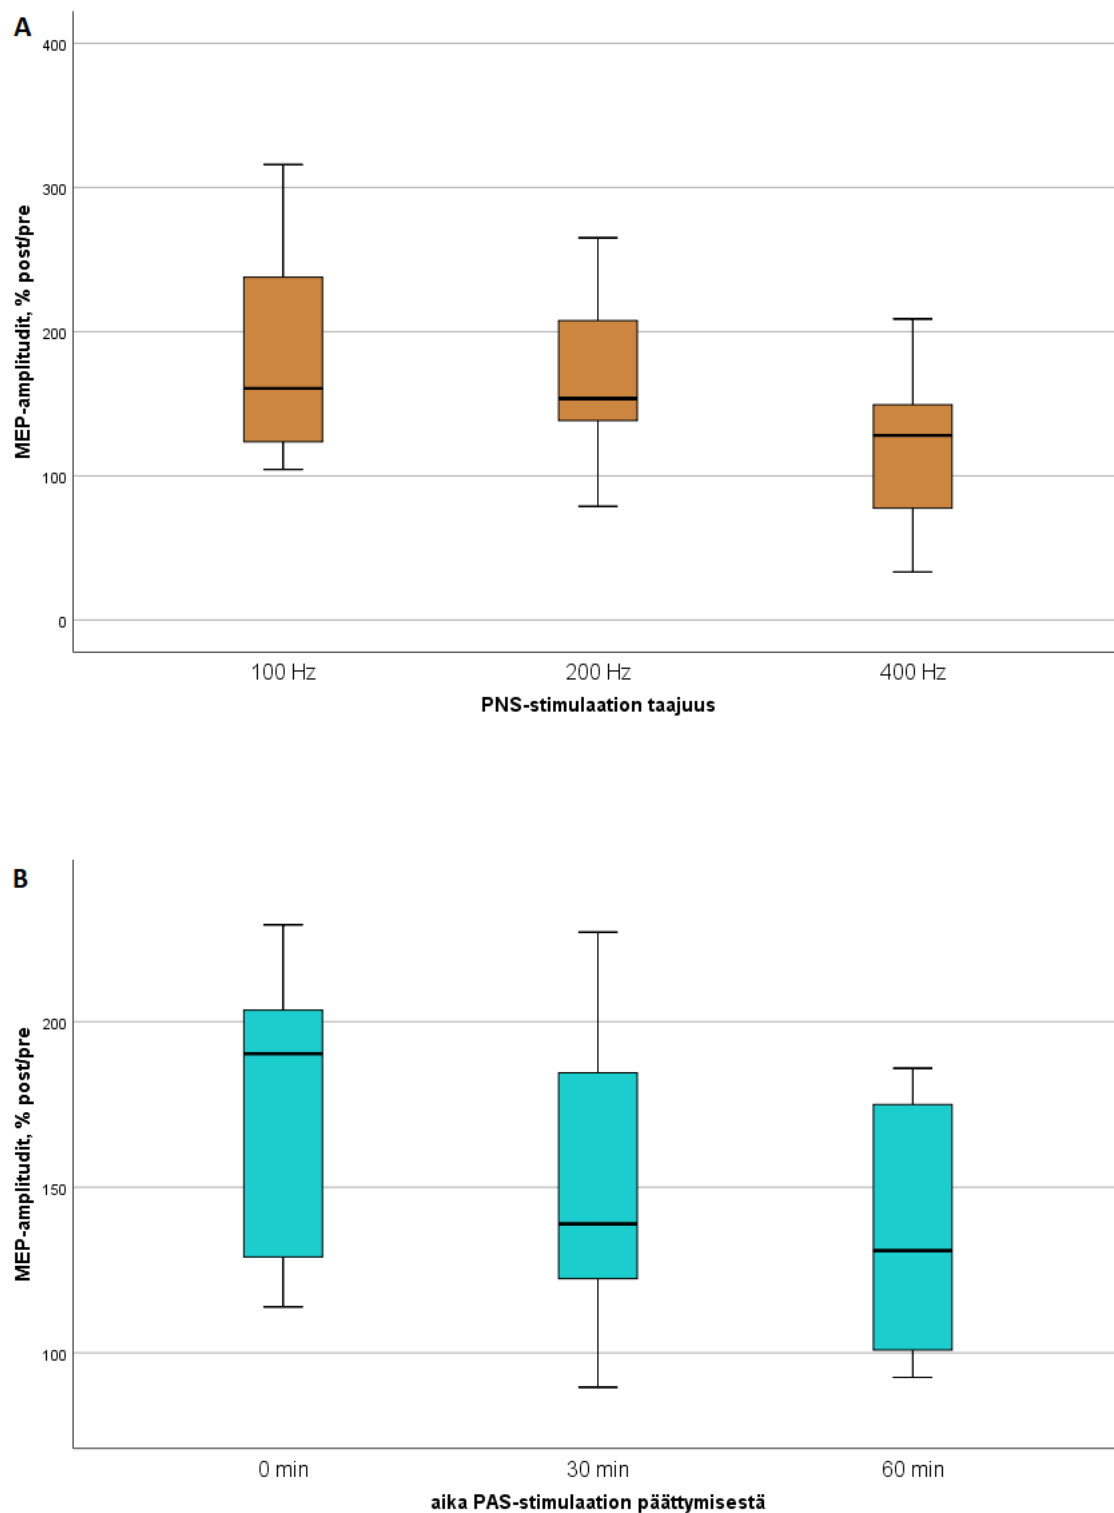 A
400
300
200
100
0
MEP-amplitudit, % post/pre
100 Hz
200 Hz
400 Hz
PNS-stimulaation taajuus
B
200
150
100
MEP-amplitudit, % post/pre
0 min
30 min
60 min
aika PAS-stimulaation päättymisestä